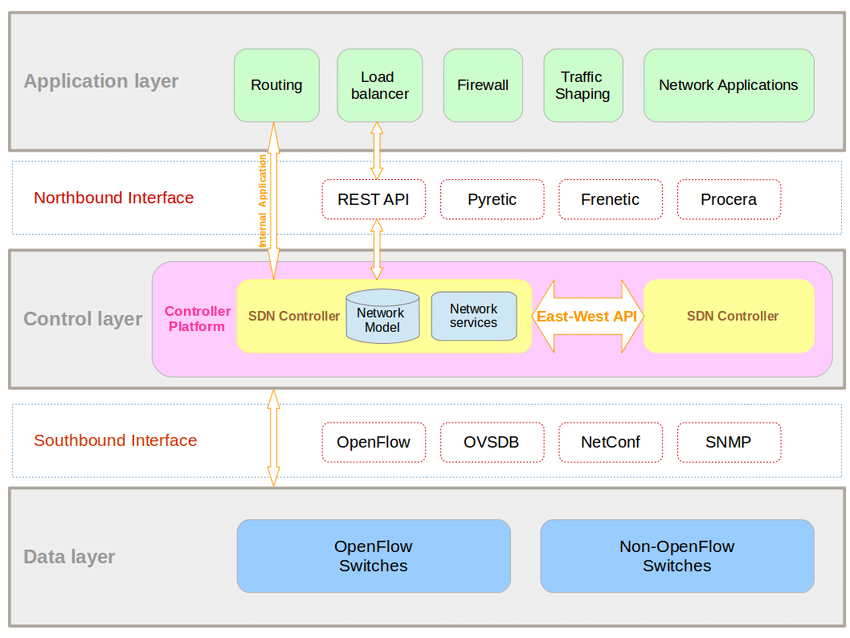 Application layer
Routing
Load
balancer
Firewall
Traffic
Shaping
Network Applications
Internal Application
Northbound Interface
REST API
Pyretic
Frenetic
Procera
Control layer
Controller
Platform
SDN Controller
Network
Model
Network
services
East-West API
SDN Controller
Southbound Interface
OpenFlow
OVSDB
NetConf
SNMP
Data layer
OpenFlow
Switches
Non-OpenFlow
Switches